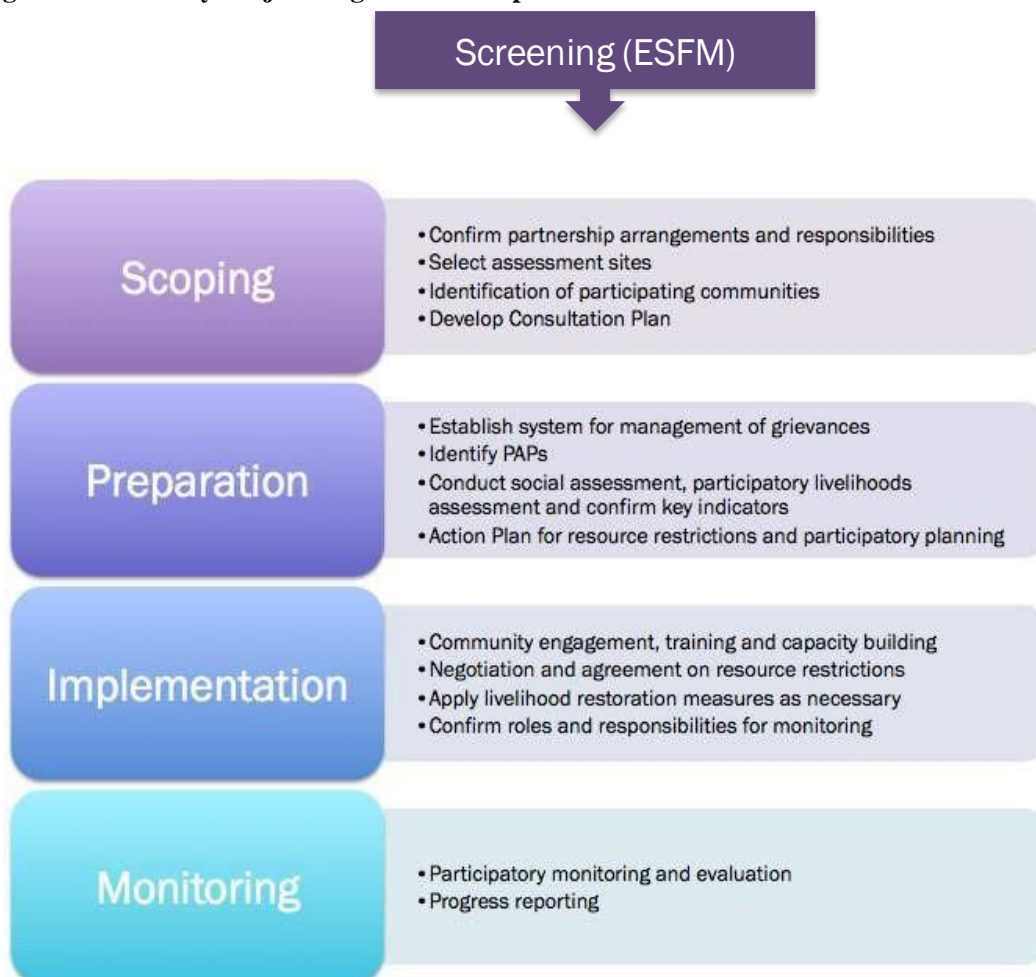 Screening (ESFM)
Scoping
•Confirm partnership arrangements and responsibilities
•Select assessment sites
•Identification of participating communities
•Develop Consultation Plan
Preparation
•Establish system for management of grievances
•Identify PAPs
•Conduct social assessment, participatory livelihoods
assessment and confirm key indicators
•Action Plan for resource restrictions and participatory planning
Implementation
•Community engagement, training and capacity building
•Negotiation and agreement on resource restrictions
•Apply livelihood restoration measures as necessary
•Confirm roles and responsibilities for monitoring
Monitoring
•Participatory monitoring and evaluation
•Progress reporting